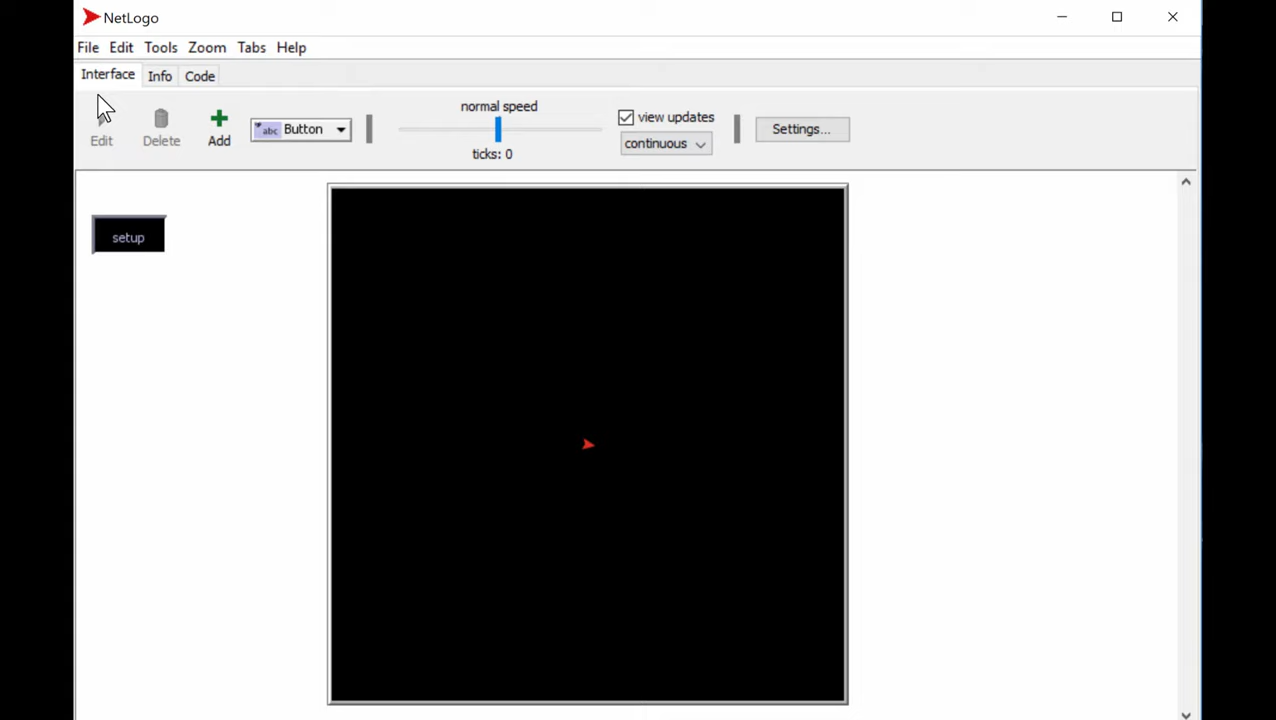 NetLogo
File Edit Tools Zoom Tabs Help
Interface Info Code
normal speed
view updates
Edit Delete Add abc Button Settings...
continuous
ticks: 0
setup